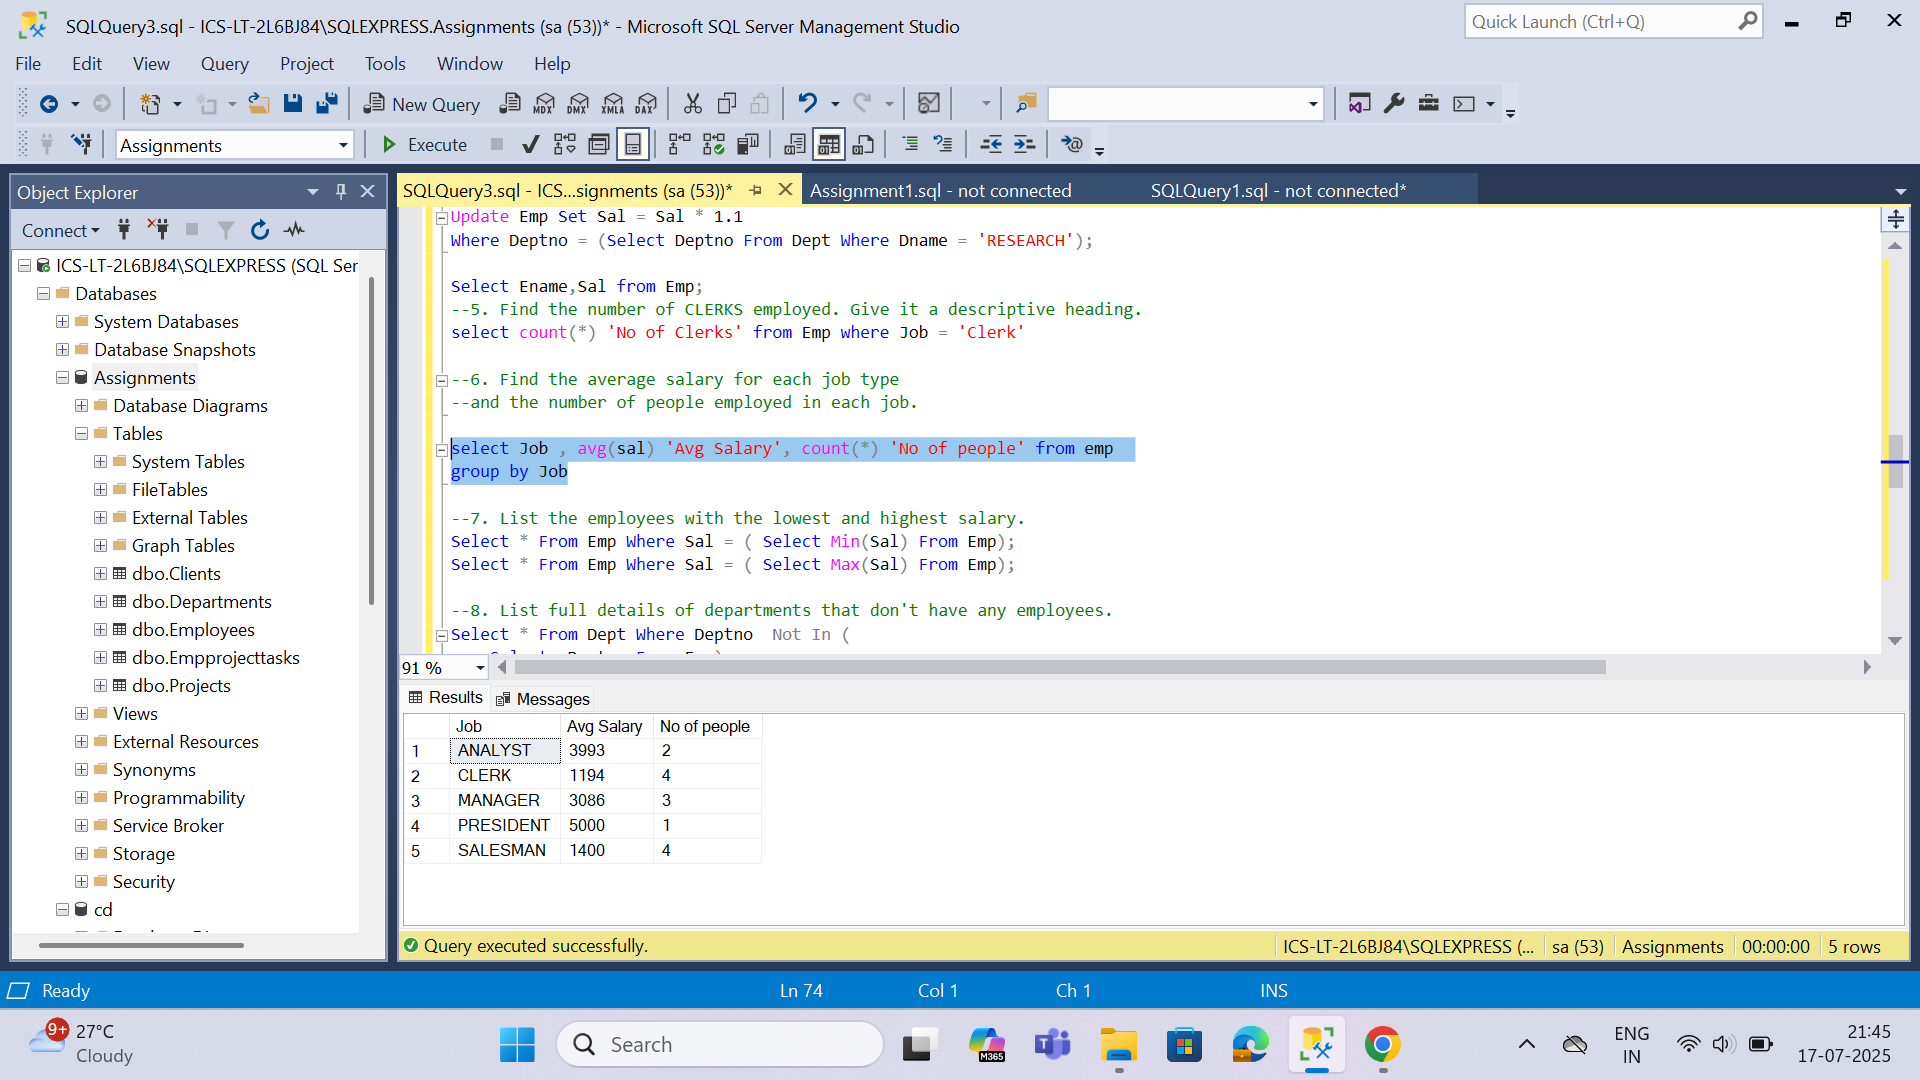 SQLQuery3.sql - ICS-LT-2L6BJ84\SQLEXPRESS.Assignments (sa (53))* - Microsoft SQL Server Management Studio
Quick Launch (Ctrl+Q)
File Edit View Query Project Tools Window Help
New Query MDX DMX XMLA DAX
Assignments Execute
Object Explorer
Connect
ICS-LT-2L6BJ84\SQLEXPRESS (SQL Ser
Databases
System Databases
Database Snapshots
Assignments
Database Diagrams
Tables
System Tables
FileTables
External Tables
Graph Tables
dbo.Clients
dbo.Departments
dbo.Employees
dbo.Empprojecttasks
dbo.Projects
Views
External Resources
Synonyms
Programmability
Service Broker
Storage
Security
cd
SQLQuery3.sql - ICS...signments (sa (53))* Assignment1.sql - not connected SQLQuery1.sql - not connected*
Update Emp Set Sal = Sal * 1.1
Where Deptno = (Select Deptno From Dept Where Dname = 'RESEARCH');
Select Ename,Sal from Emp;
--5. Find the number of CLERKS employed. Give it a descriptive heading.
select count(*) 'No of Clerks' from Emp where Job = 'Clerk'
--6. Find the average salary for each job type
--and the number of people employed in each job.
select Job , avg(sal) 'Avg Salary', count(*) 'No of people' from emp
group by Job
--7. List the employees with the lowest and highest salary.
Select * From Emp Where Sal = ( Select Min(Sal) From Emp);
Select * From Emp Where Sal = ( Select Max(Sal) From Emp);
--8. List full details of departments that don't have any employees.
Select * From Dept Where Deptno Not In (
91 %
Results Messages
Job Avg Salary No of people
1 ANALYST 3993 2
2 CLERK 1194 4
3 MANAGER 3086 3
4 PRESIDENT 5000 1
5 SALESMAN 1400 4
Query executed successfully. ICS-LT-2L6BJ84\SQLEXPRESS (... sa (53) Assignments 00:00:00 5 rows
Ready Ln 74 Col 1 Ch 1 INS
9+ 27°C
Cloudy
Search
M365
ENG
IN
21:45
17-07-2025